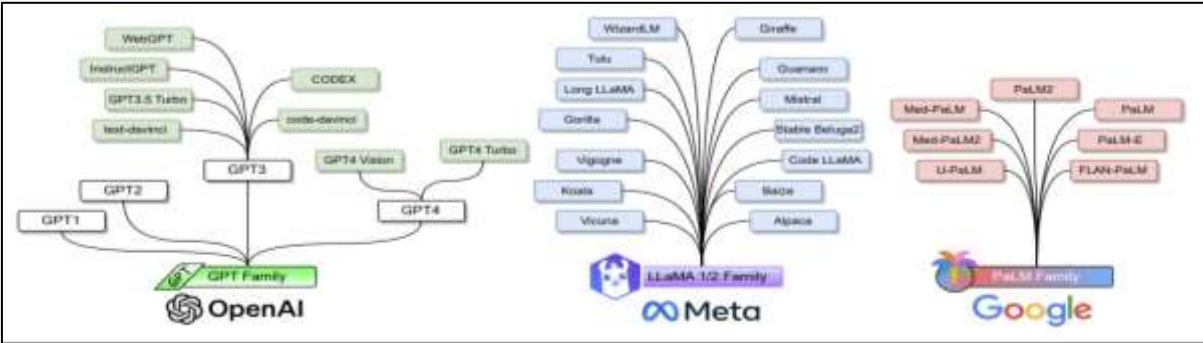 WebGPT
InstructGPT
CODEX
GPT3.5 Turbo
text-davinci
code-davinci
GPT3
GPT4 Vision
GPT4 Turbo
GPT2
GPT1
GPT4
GPT Family
OpenAI
WizardLM
Giraffe
Tulu
Guanaco
Long LLaMA
Mistral
Gorilla
Stable Beluga2
Vigogne
Code LLaMA
Koala
Baize
Vicuna
Alpaca
LLaMA 1/2 Family
Meta
PaLM2
Med-PaLM
PaLM
Med-PaLM2
PaLM-E
U-PaLM
FLAN-PaLM
PaLM Family
Google